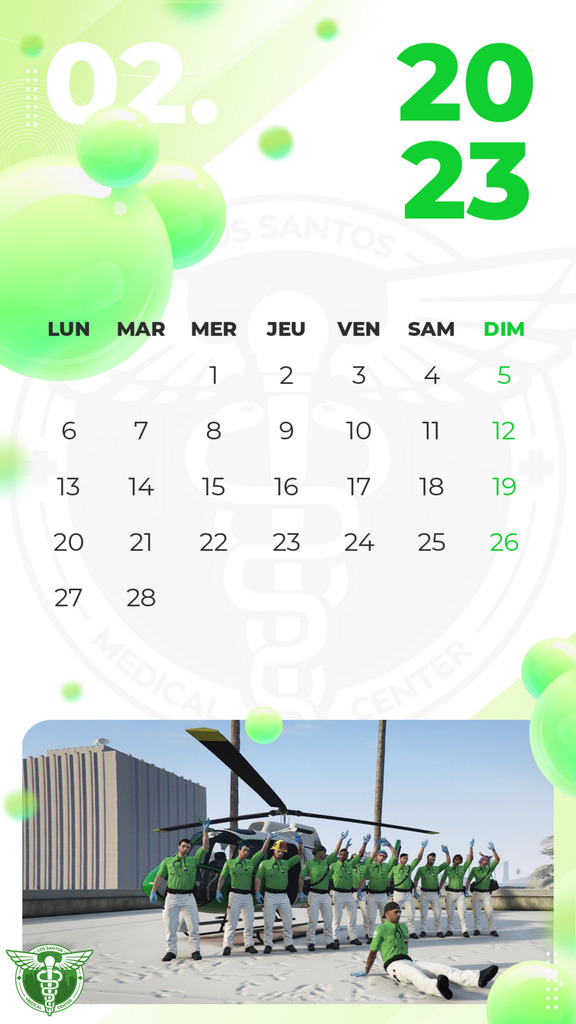 02.
20
23
LOS SANTOS
LUN MAR MER JEU VEN SAM DIM
1 2 3 4 5
6 7 8 9 10 11 12
13 14 15 16 17 18 19
20 21 22 23 24 25 26
27 28
MEDICAL CENTER
LOS SANTOS
MEDICAL CENTER